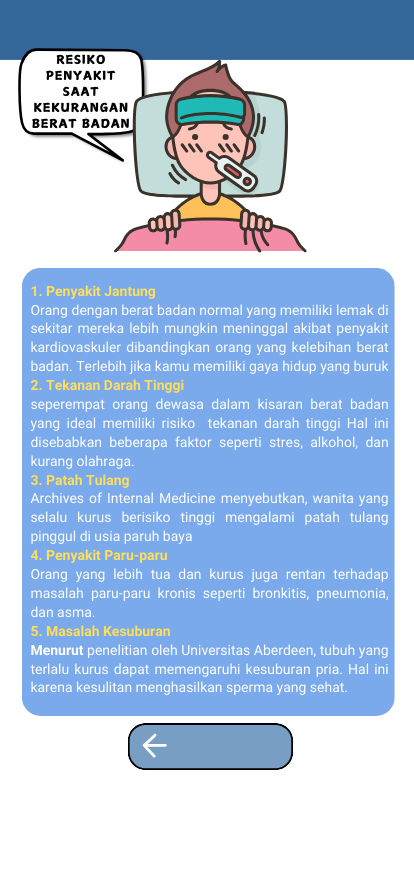 RESIKO
PENYAKIT
SAAT
KEKURANGAN
BERAT BADAN
1. Penyakit Jantung
Orang dengan berat badan normal yang memiliki lemak di
sekitar mereka lebih mungkin meninggal akibat penyakit
kardiovaskuler dibandingkan orang yang kelebihan berat
badan. Terlebih jika kamu memiliki gaya hidup yang buruk
2. Tekanan Darah Tinggi
seperempat orang dewasa dalam kisaran berat badan
yang ideal memiliki risiko tekanan darah tinggi Hal ini
disebabkan beberapa faktor seperti stres, alkohol, dan
kurang olahraga.
3. Patah Tulang
Archives of Internal Medicine menyebutkan, wanita yang
selalu kurus berisiko tinggi mengalami patah tulang
pinggul di usia paruh baya
4. Penyakit Paru-paru
Orang yang lebih tua dan kurus juga rentan terhadap
masalah paru-paru kronis seperti bronkitis, pneumonia,
dan asma.
5. Masalah Kesuburan
Menurut penelitian oleh Universitas Aberdeen, tubuh yang
terlalu kurus dapat memengaruhi kesuburan pria. Hal ini
karena kesulitan menghasilkan sperma yang sehat.